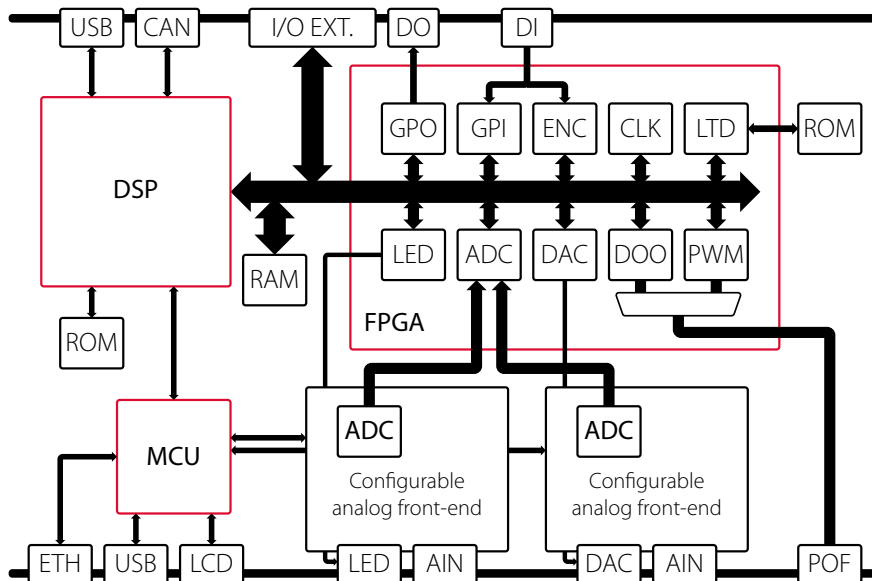 USB CAN I/O EXT. DO DI
GPO GPI ENC CLK LTD ROM
DSP
LED ADC DAC DOO PWM
RAM
FPGA
ROM
ADC ADC
MCU
Configurable
analog front-end
Configurable
analog front-end
ETH USB LCD LED AIN DAC AIN POF